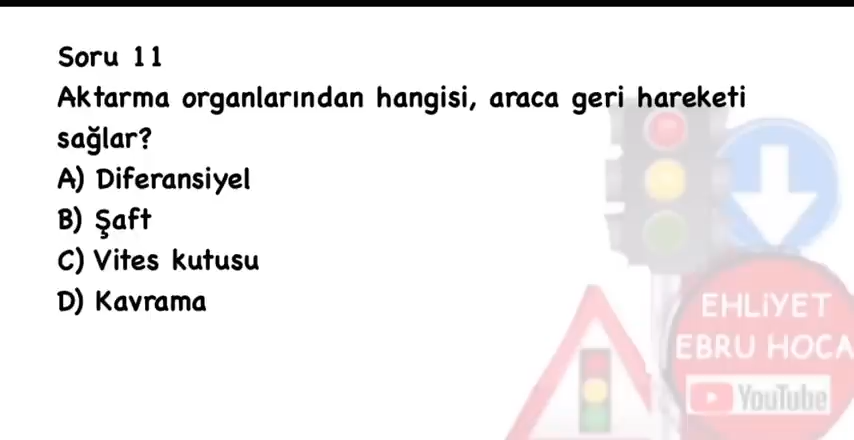 Soru 11
Aktarma organlarından hangisi, araca geri hareketi
sağlar?
A) Diferansiyel
B) Şaft
C) Vites kutusu
D) Kavrama
EHLİYET
EBRU HOCA
YouTube